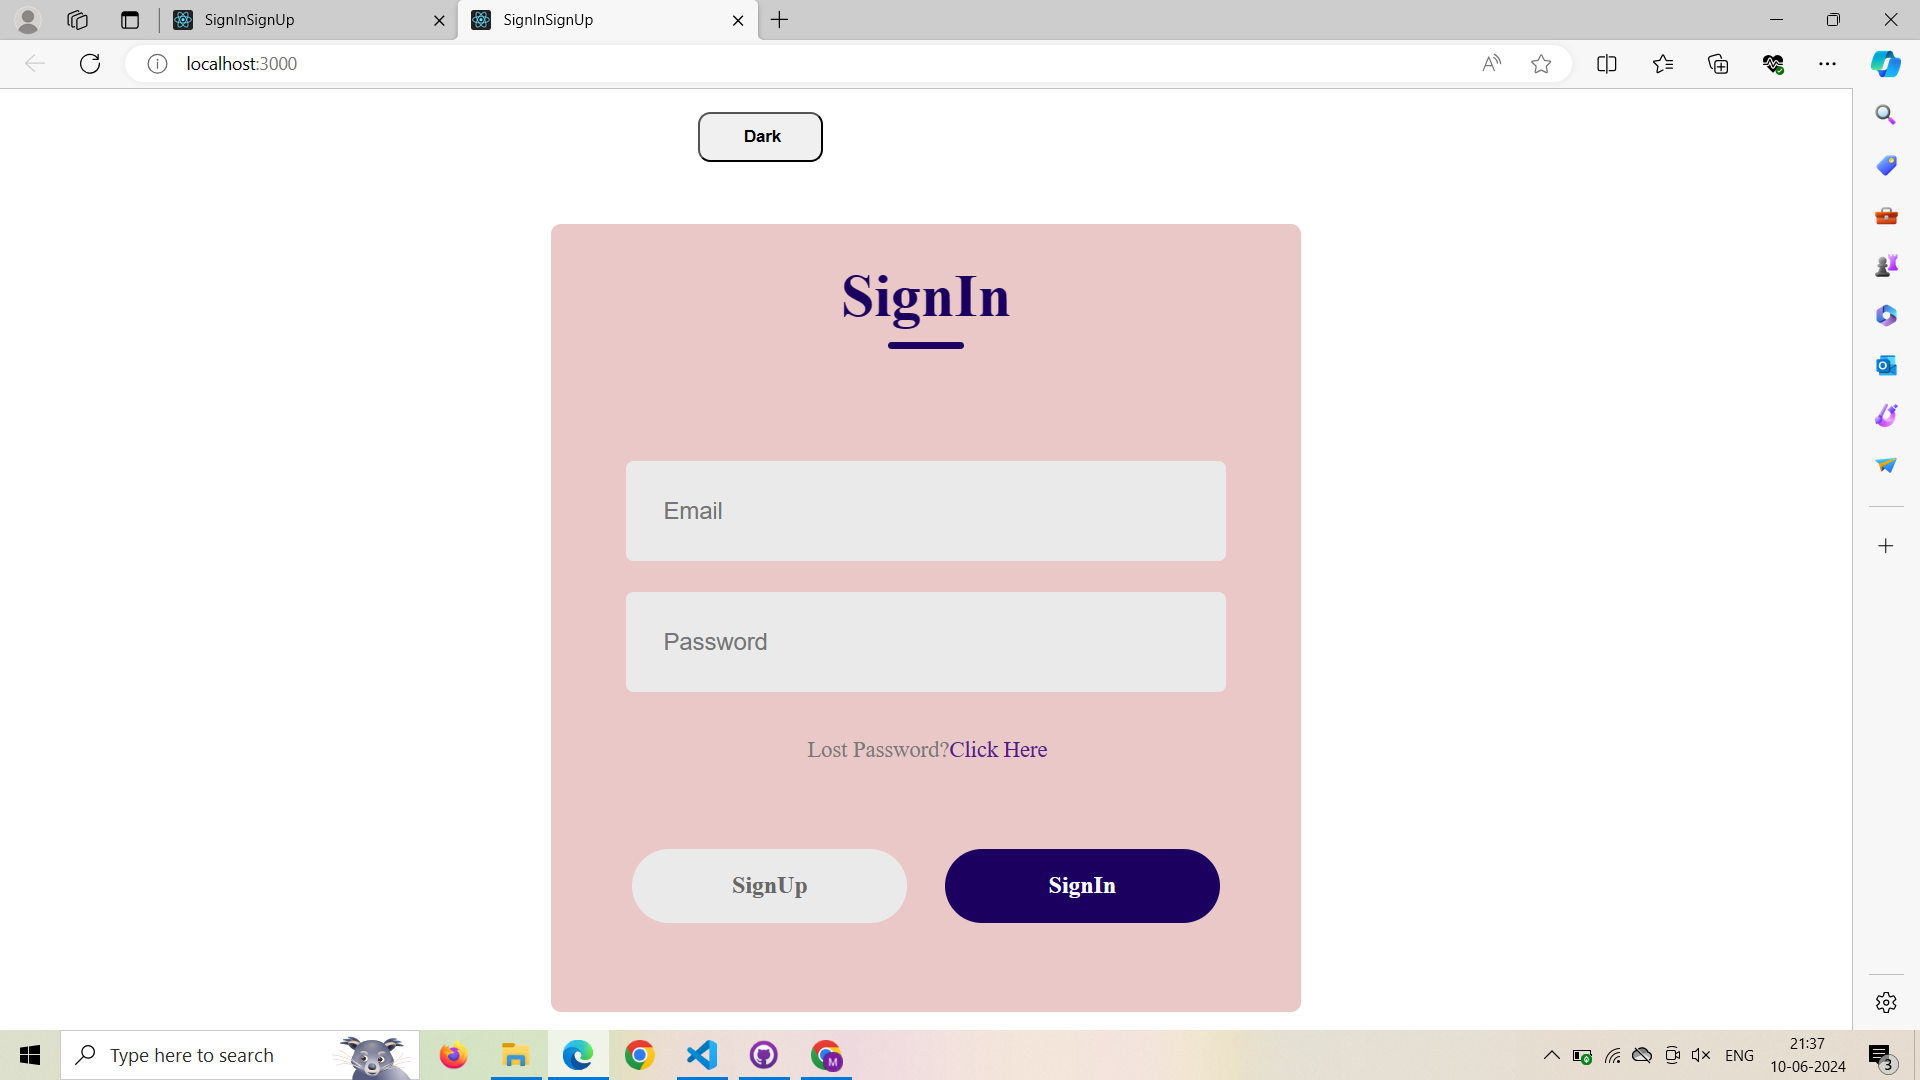 SignInSignUp
SignInSignUp
localhost:3000
Dark
SignIn
Email
Password
Lost Password?Click Here
SignUp
SignIn
Type here to search
M
ENG
21:37
10-06-2024
3